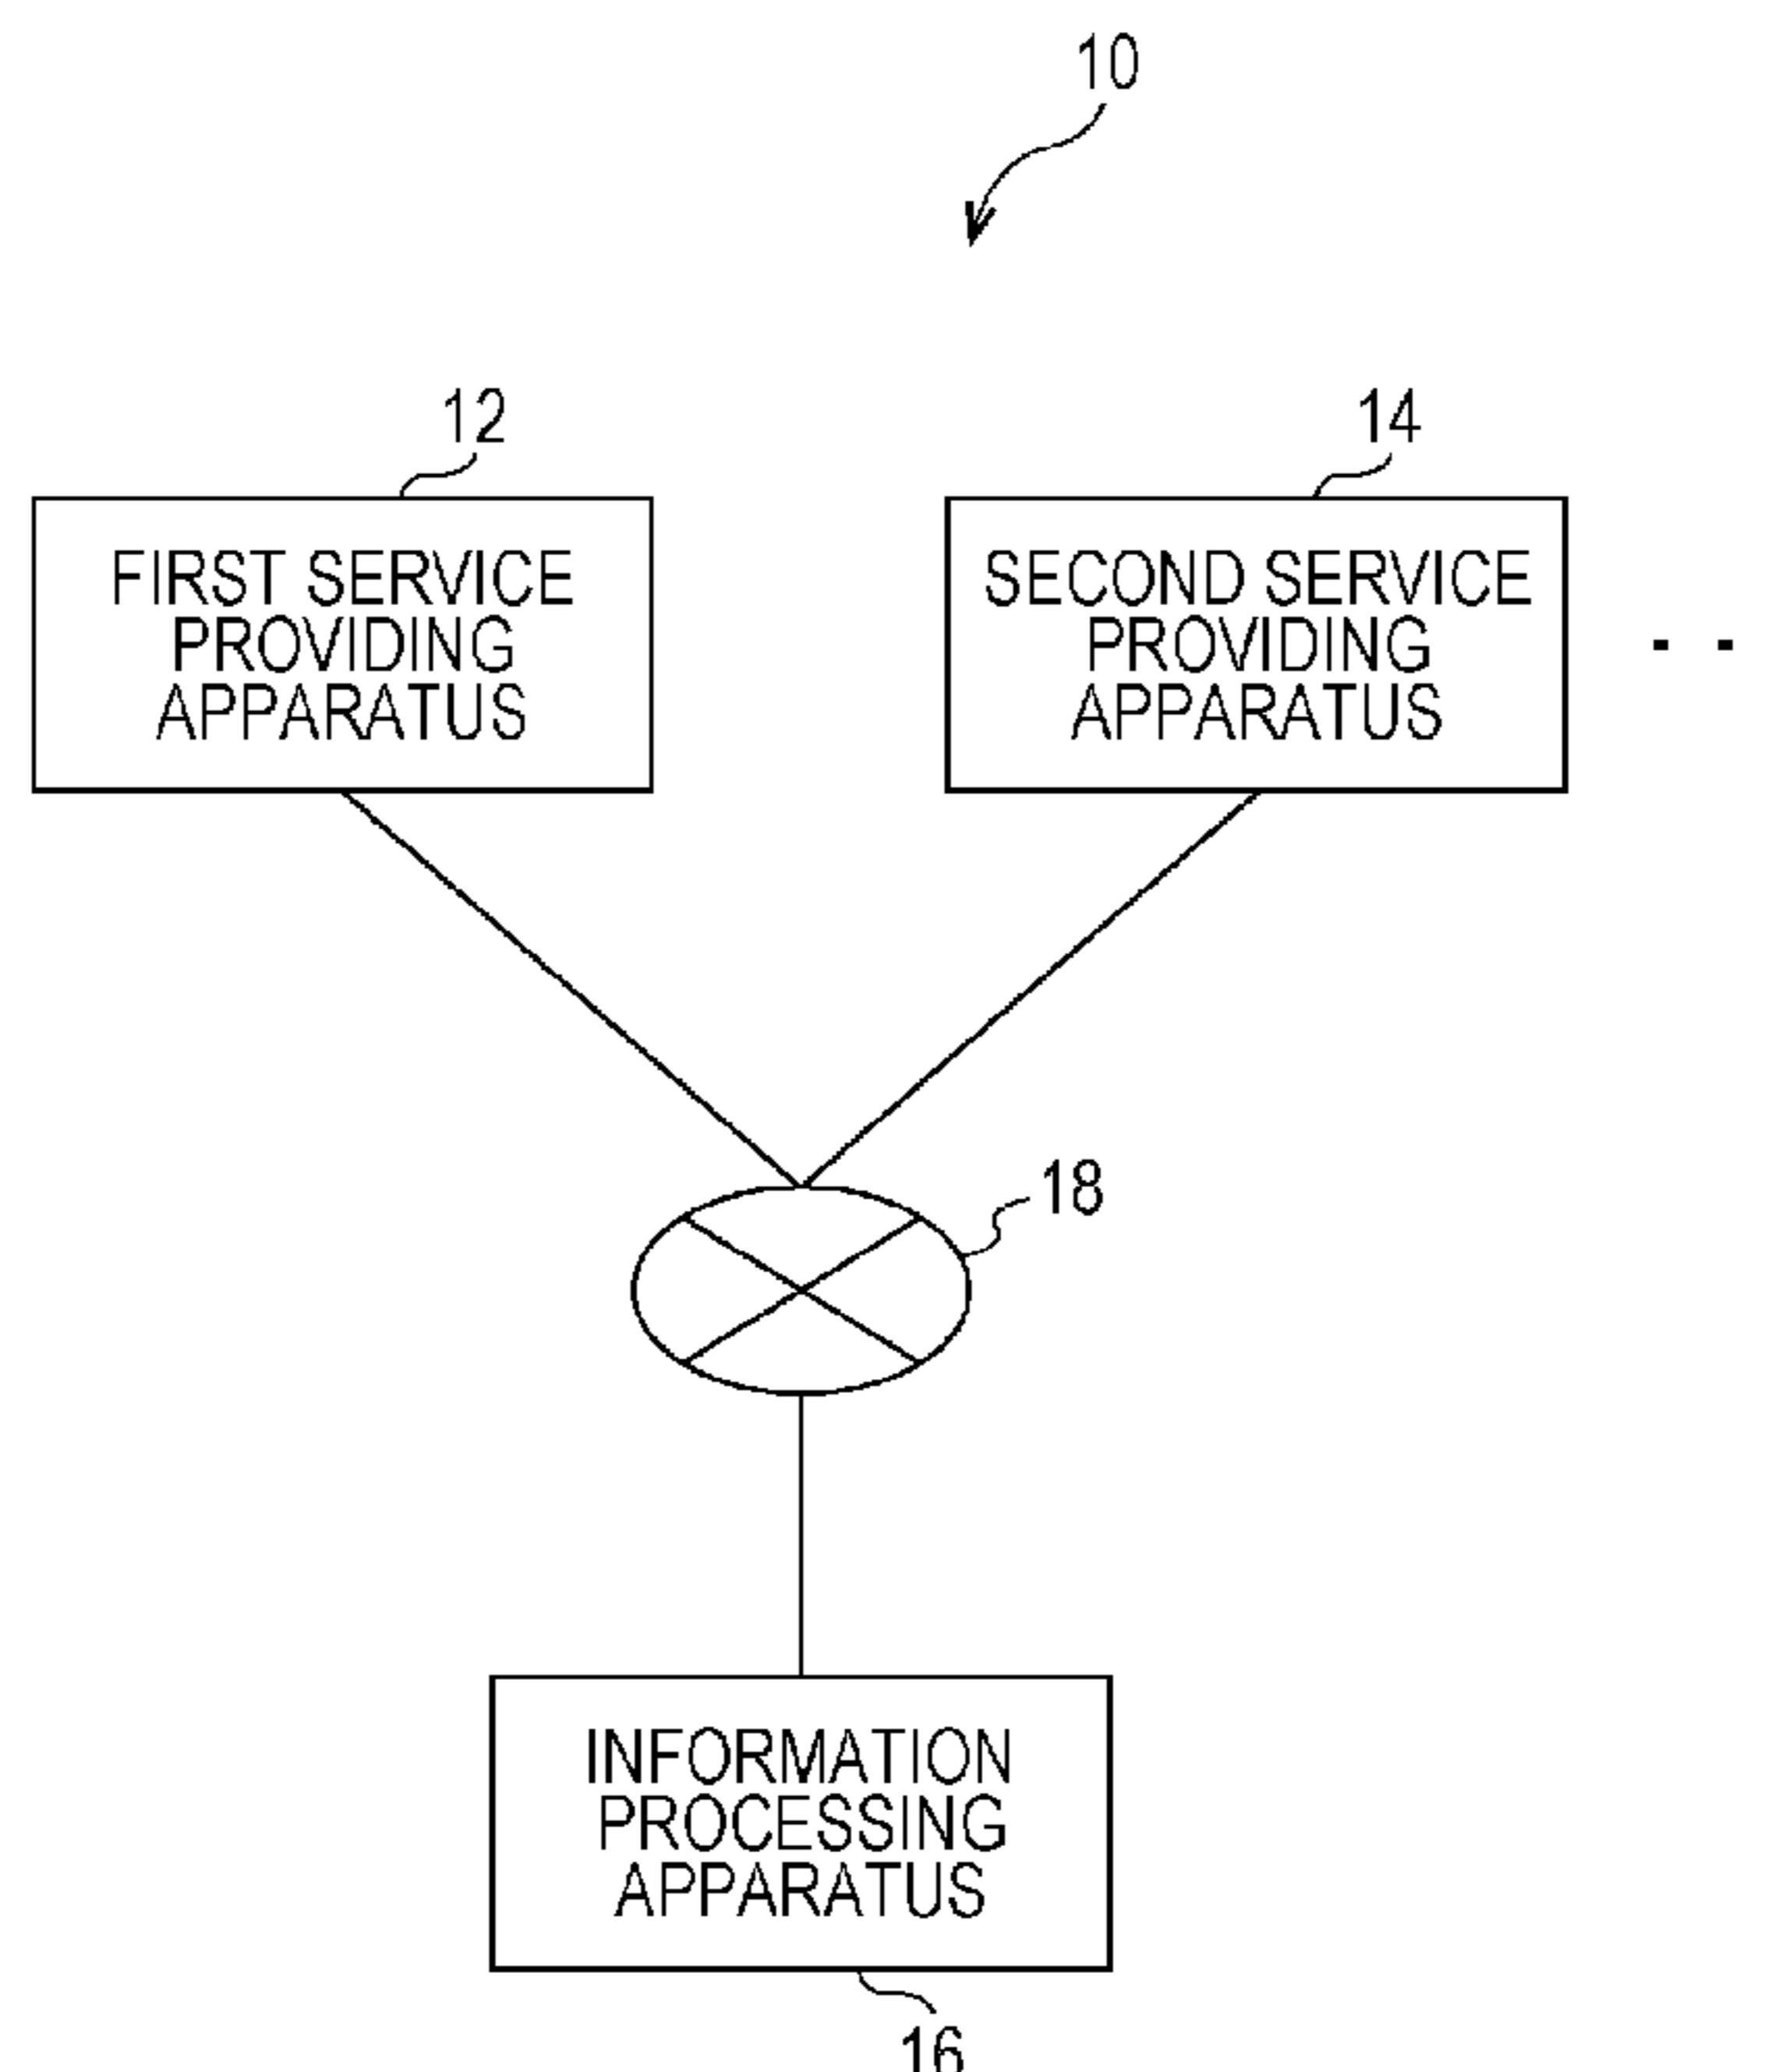 10
12
14
FIRST SERVICE
PROVIDING
APPARATUS
SECOND SERVICE
PROVIDING
APPARATUS
. .
18
INFORMATION
PROCESSING
APPARATUS
16